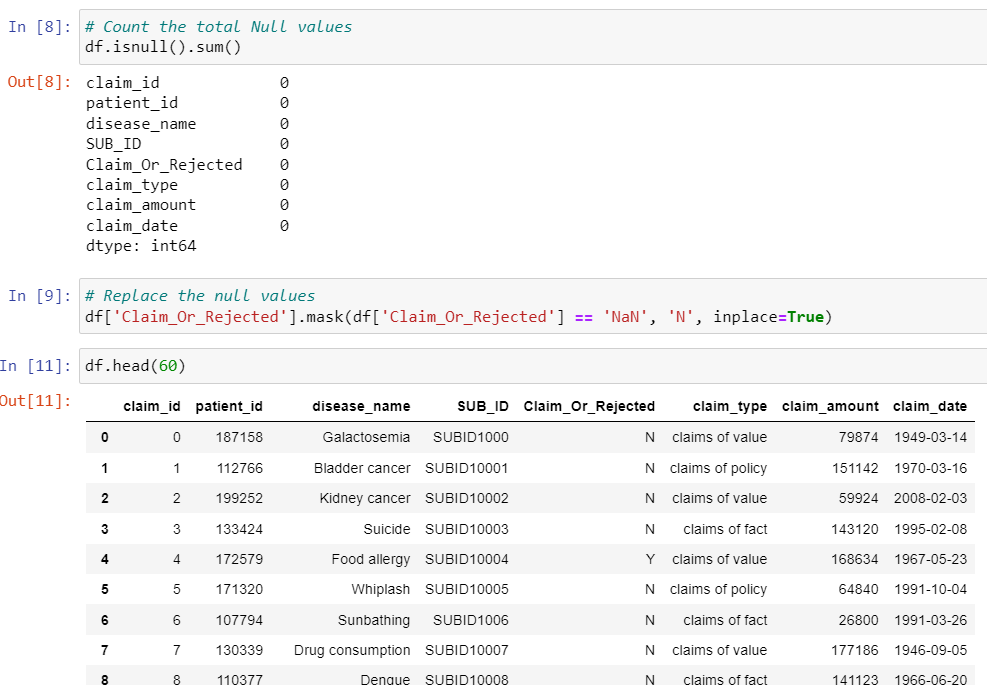 In [8]: # Count the total Null values
df.isnull().sum()
Out[8]: claim_id 0
patient_id 0
disease_name 0
SUB_ID 0
Claim_Or_Rejected 0
claim_type 0
claim_amount 0
claim_date 0
dtype: int64
In [9]: # Replace the null values
df['Claim_Or_Rejected'].mask(df['Claim_Or_Rejected'] == 'NaN', 'N', inplace=True)
In [11]: df.head(60)
Out[11]:
claim_id patient_id disease_name SUB_ID Claim_Or_Rejected claim_type claim_amount claim_date
0 0 187158 Galactosemia SUBID1000 N claims of value 79874 1949-03-14
1 1 112766 Bladder cancer SUBID10001 N claims of policy 151142 1970-03-16
2 2 199252 Kidney cancer SUBID10002 N claims of value 59924 2008-02-03
3 3 133424 Suicide SUBID10003 N claims of fact 143120 1995-02-08
4 4 172579 Food allergy SUBID10004 Y claims of value 168634 1967-05-23
5 5 171320 Whiplash SUBID10005 N claims of policy 64840 1991-10-04
6 6 107794 Sunbathing SUBID1006 N claims of fact 26800 1991-03-26
7 7 130339 Drug consumption SUBID10007 N claims of value 177186 1946-09-05
8 8 110377 Dengue SUBID10008 N claims of fact 141123 1966-06-20